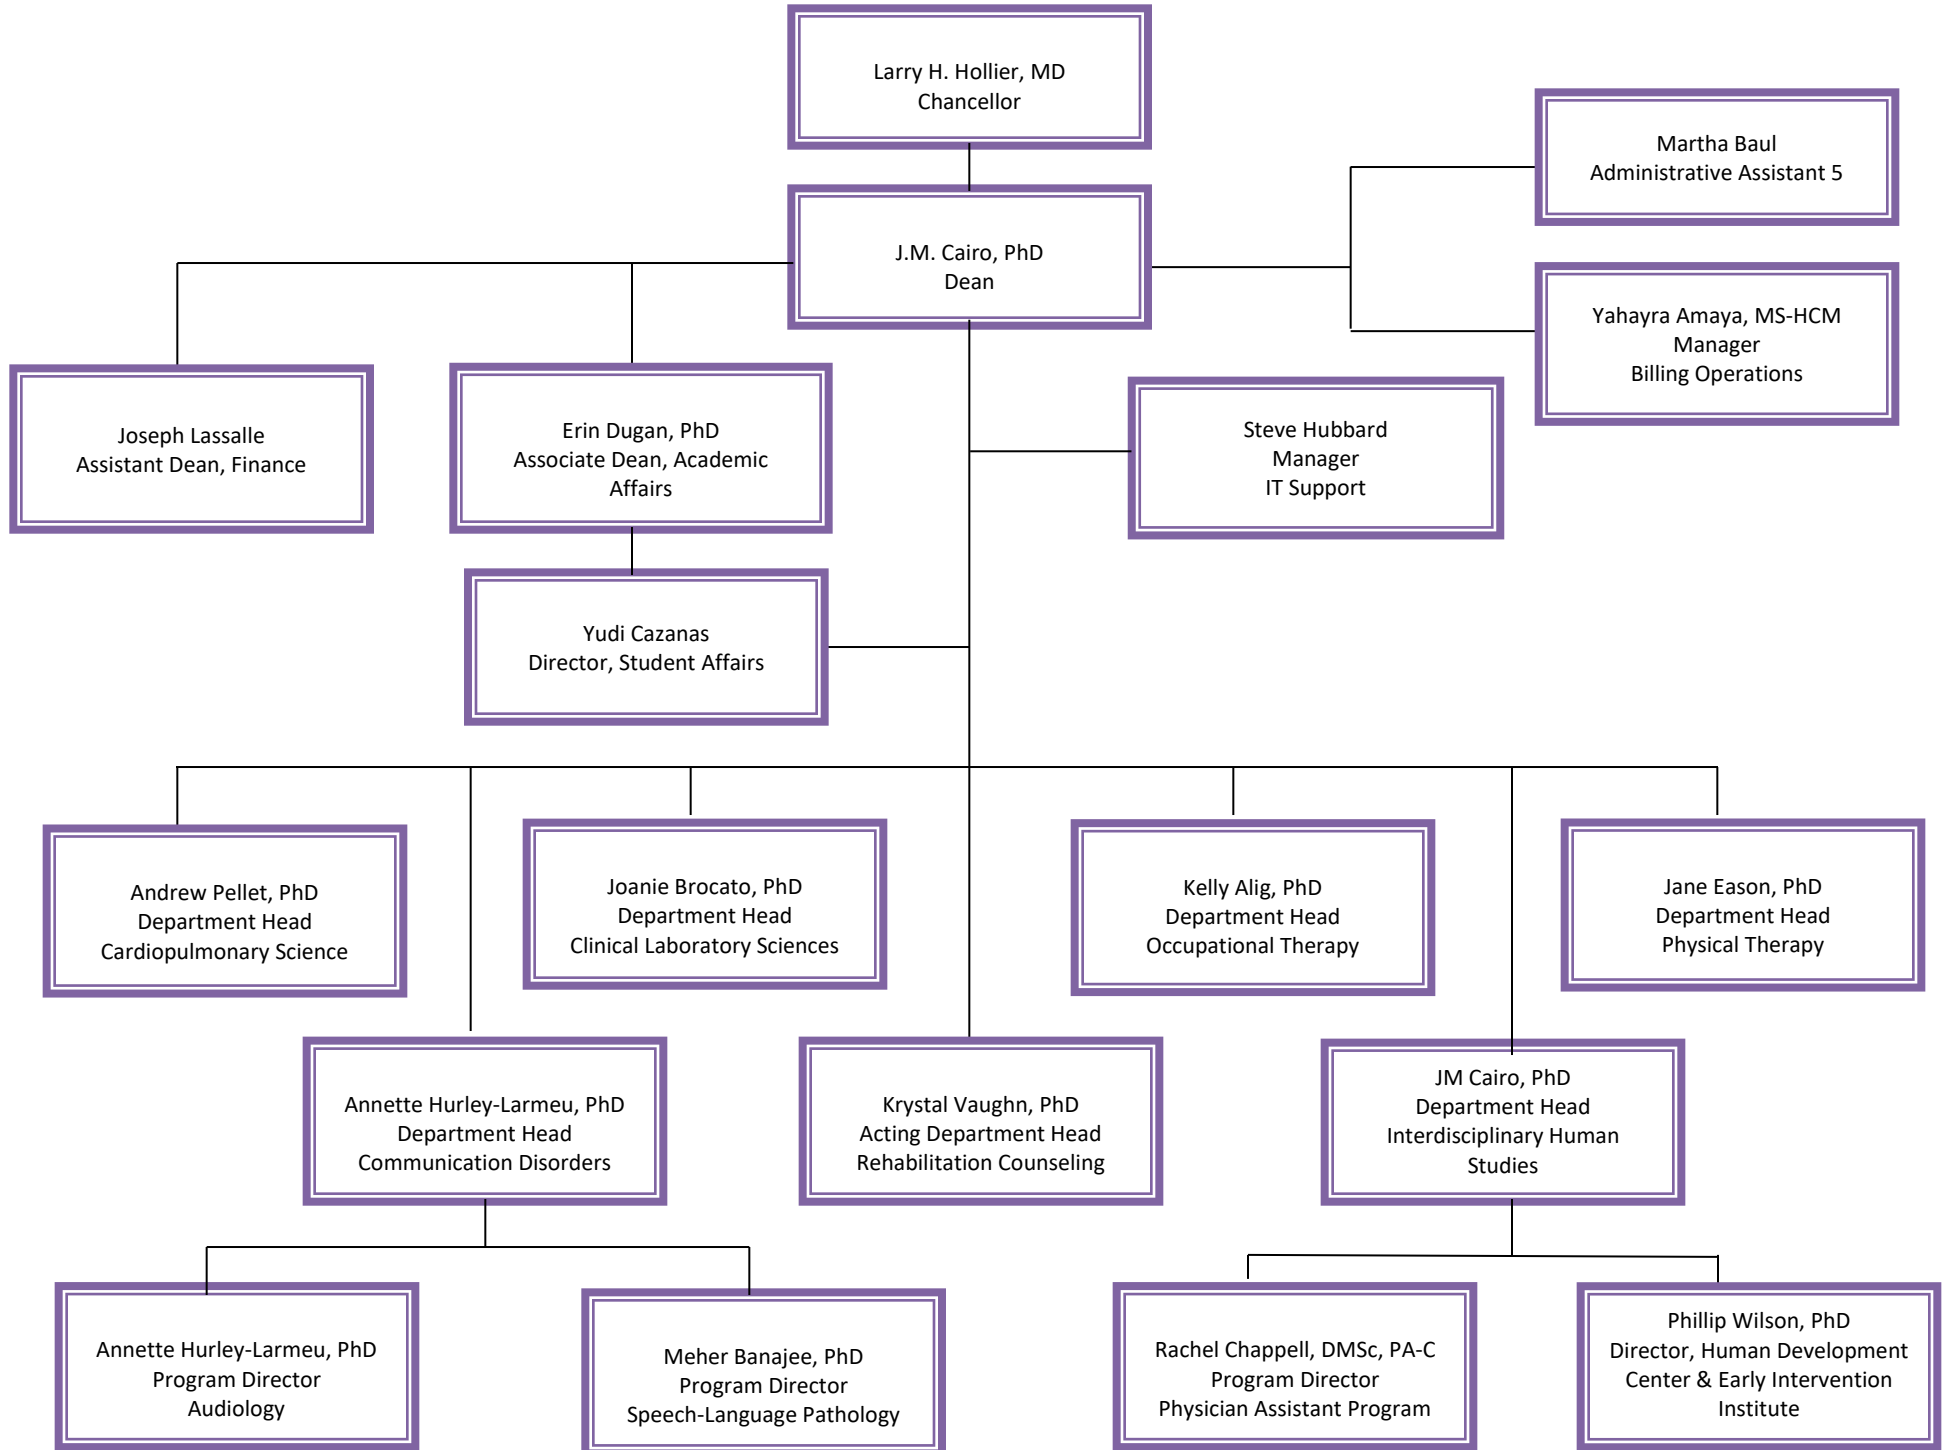 Larry H. Hollier, MD
Chancellor
Martha Baul
Administrative Assistant 5
J.M. Cairo, PhD
Dean
Yahayra Amaya, MS-HCM
Manager
Billing Operations
Joseph Lassalle
Assistant Dean, Finance
Erin Dugan, PhD
Associate Dean, Academic
Affairs
Steve Hubbard
Manager
IT Support
Yudi Cazanas
Director, Student Affairs
Andrew Pellet, PhD
Department Head
Cardiopulmonary Science
Joanie Brocato, PhD
Department Head
Clinical Laboratory Sciences
Kelly Alig, PhD
Department Head
Occupational Therapy
Jane Eason, PhD
Department Head
Physical Therapy
Annette Hurley-Larmeu, PhD
Department Head
Communication Disorders
Krystal Vaughn, PhD
Acting Department Head
Rehabilitation Counseling
JM Cairo, PhD
Department Head
Interdisciplinary Human
Studies
Annette Hurley-Larmeu, PhD
Program Director
Audiology
Meher Banajee, PhD
Program Director
Speech-Language Pathology
Rachel Chappell, DMSc, PA-C
Program Director
Physician Assistant Program
Phillip Wilson, PhD
Director, Human Development
Center & Early Intervention
Institute